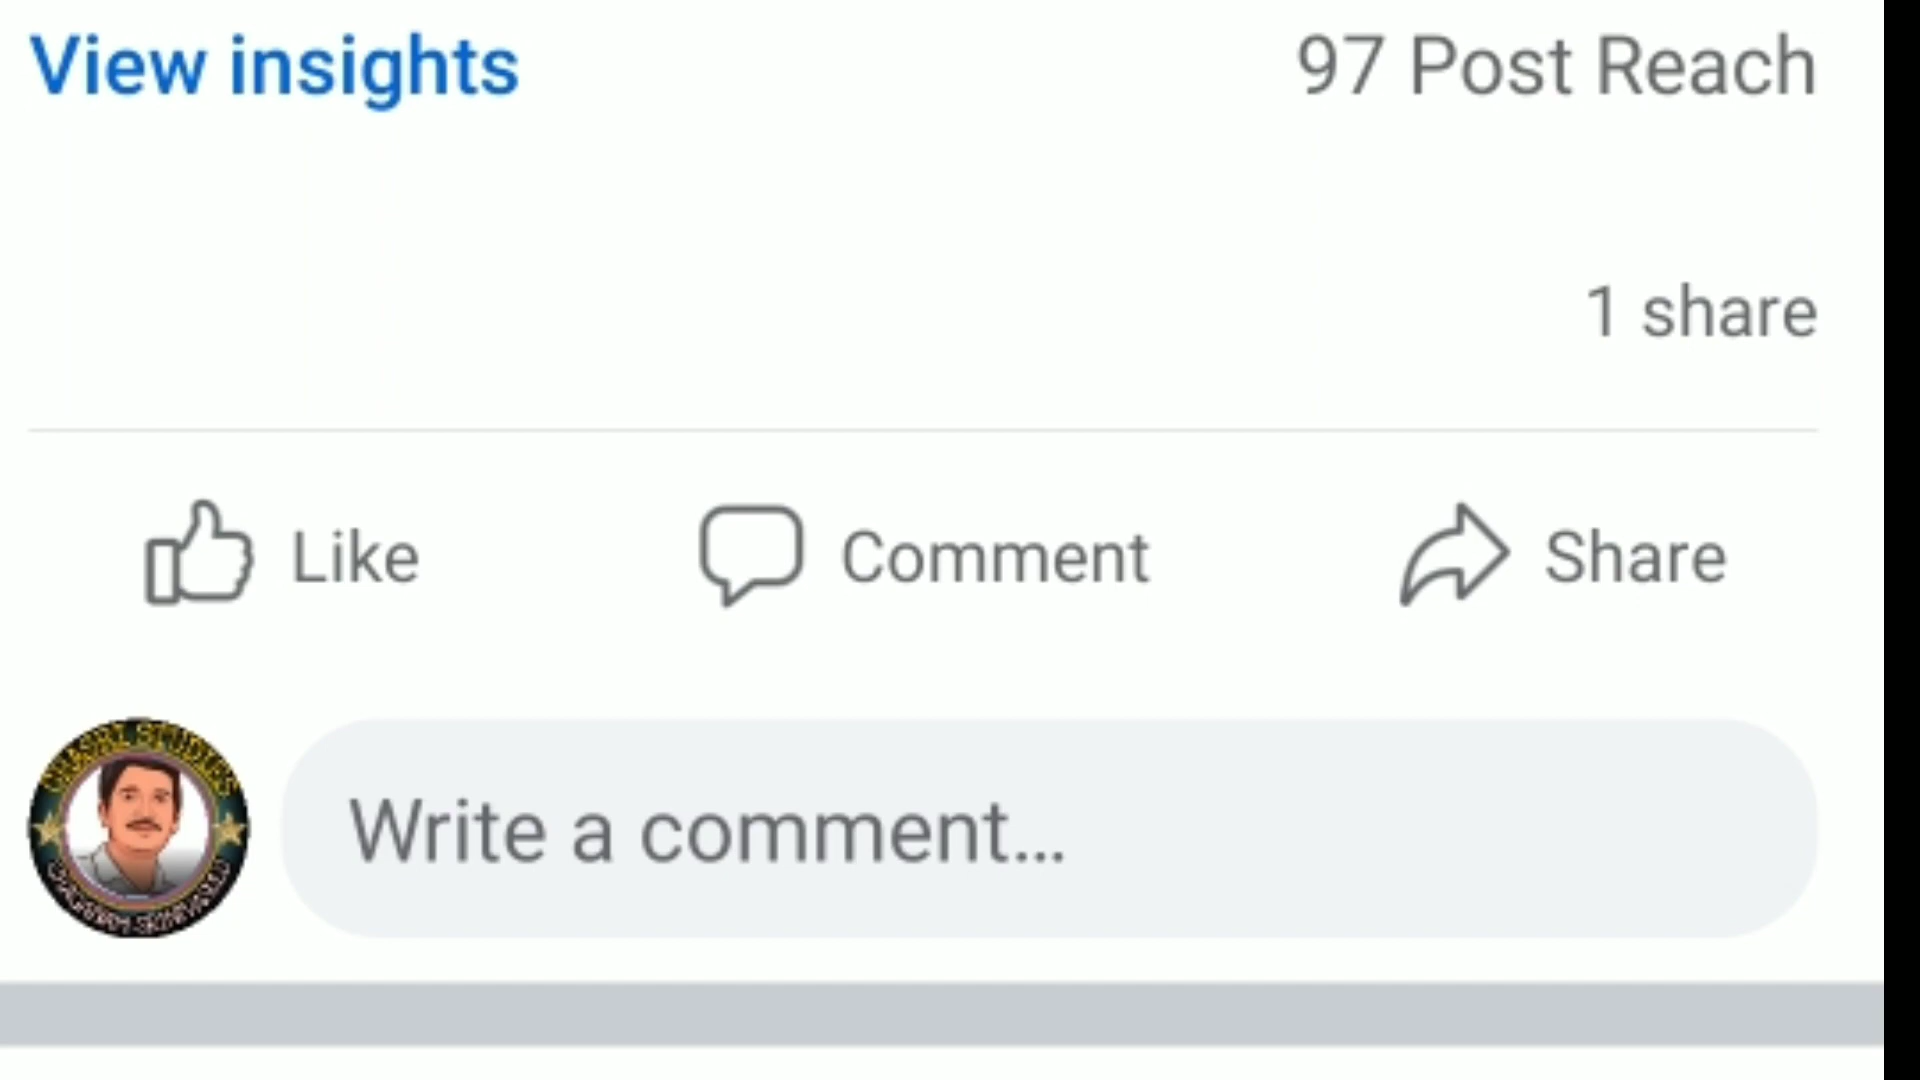 View insights
97 Post Reach
1 share
Like
Comment
Share
Write a comment...